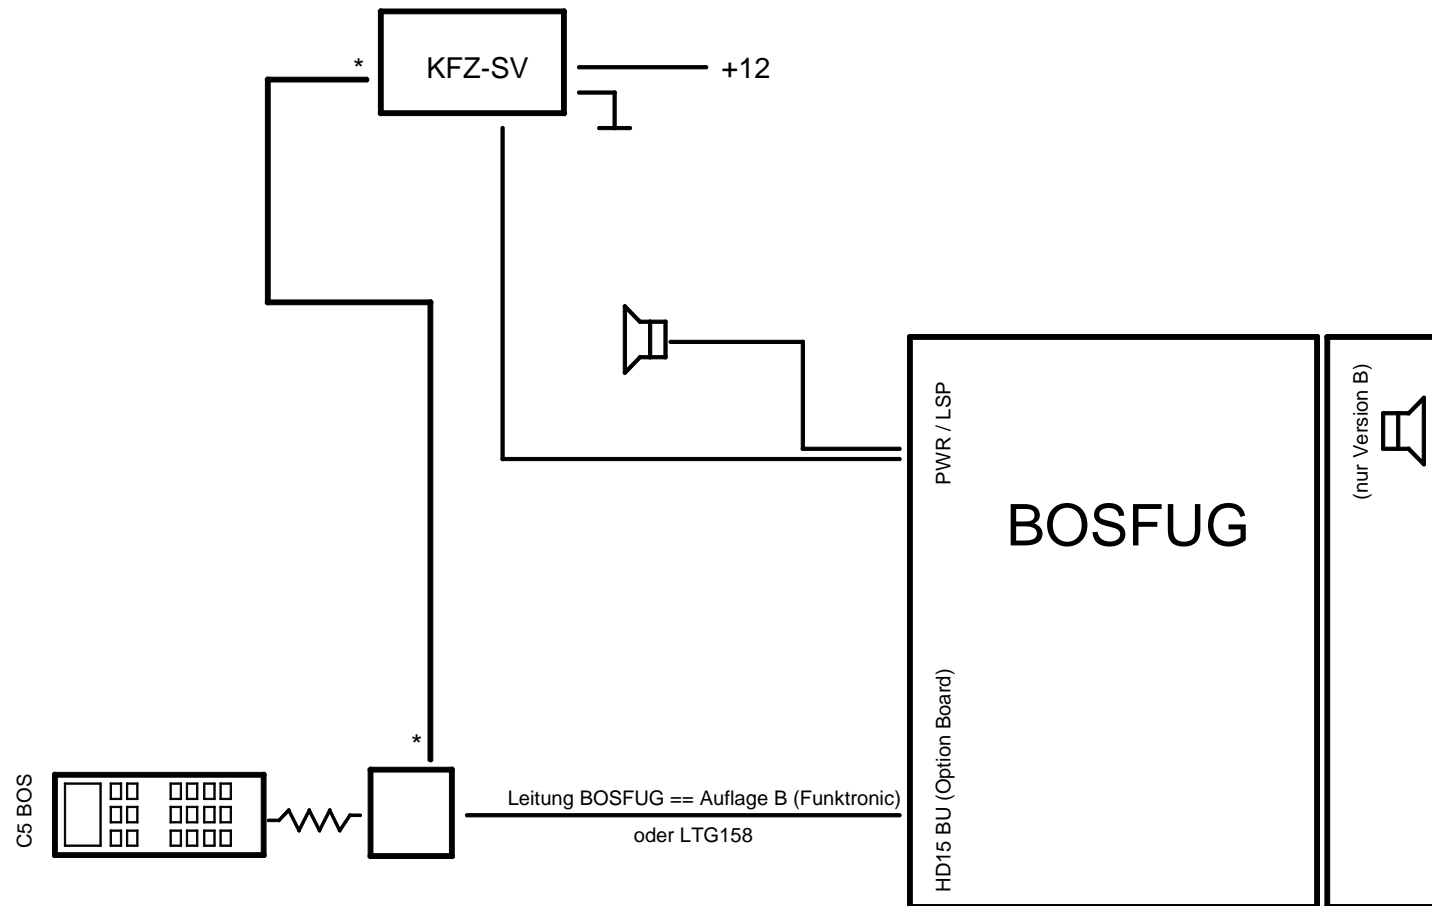 *
KFZ-SV
+12
PWR / LSP
(nur Version B)
BOSFUG
HD15 BU (Option Board)
*
C5 BOS
Leitung BOSFUG == Auflage B (Funktronic)
oder LTG158